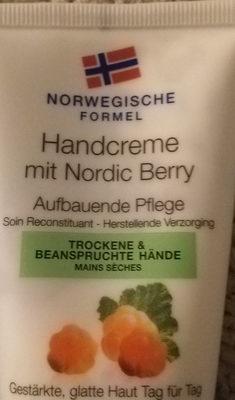 NORWEGISCHE
FORMEL
Handcreme
mit Nordic Berry
Aufbauende Pflege
Soin Reconstituant - Herstellende Verzorging
TROCKENE &
BEANSPRUCHTE HÄNDE
MAINS SÈCHES
Gestärkte, glatte Haut Tag für Tag